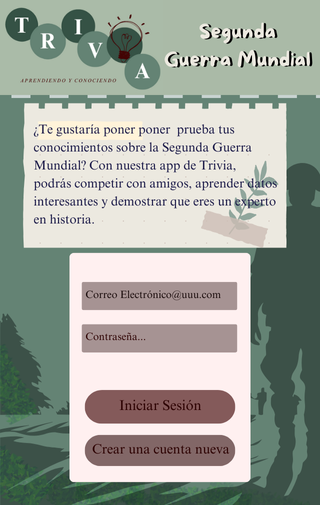 TRIVA
APRENDIENDO Y CONOCIENDO
Segunda
Guerra Mundial
¿Te gustaría poner poner prueba tus
conocimientos sobre la Segunda Guerra
Mundial? Con nuestra app de Trivia,
podrás competir con amigos, aprender datos
interesantes y demostrar que eres un experto
en historia.
Correo Electrónico@uuu.com
Contraseña...
Iniciar Sesión
Crear una cuenta nueva